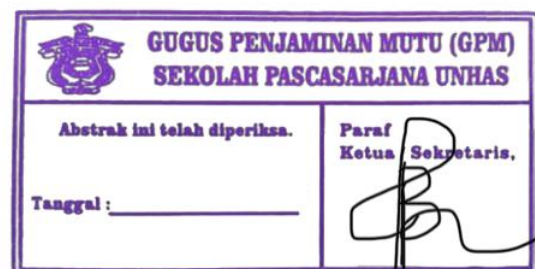 GUGUS PENJAMINAN MUTU (GPM)
SEKOLAH PASCASARJANA UNHAS
Abstrak ini telah diperiksa.
Tanggal :
Paraf
Ketua Sekretaris,